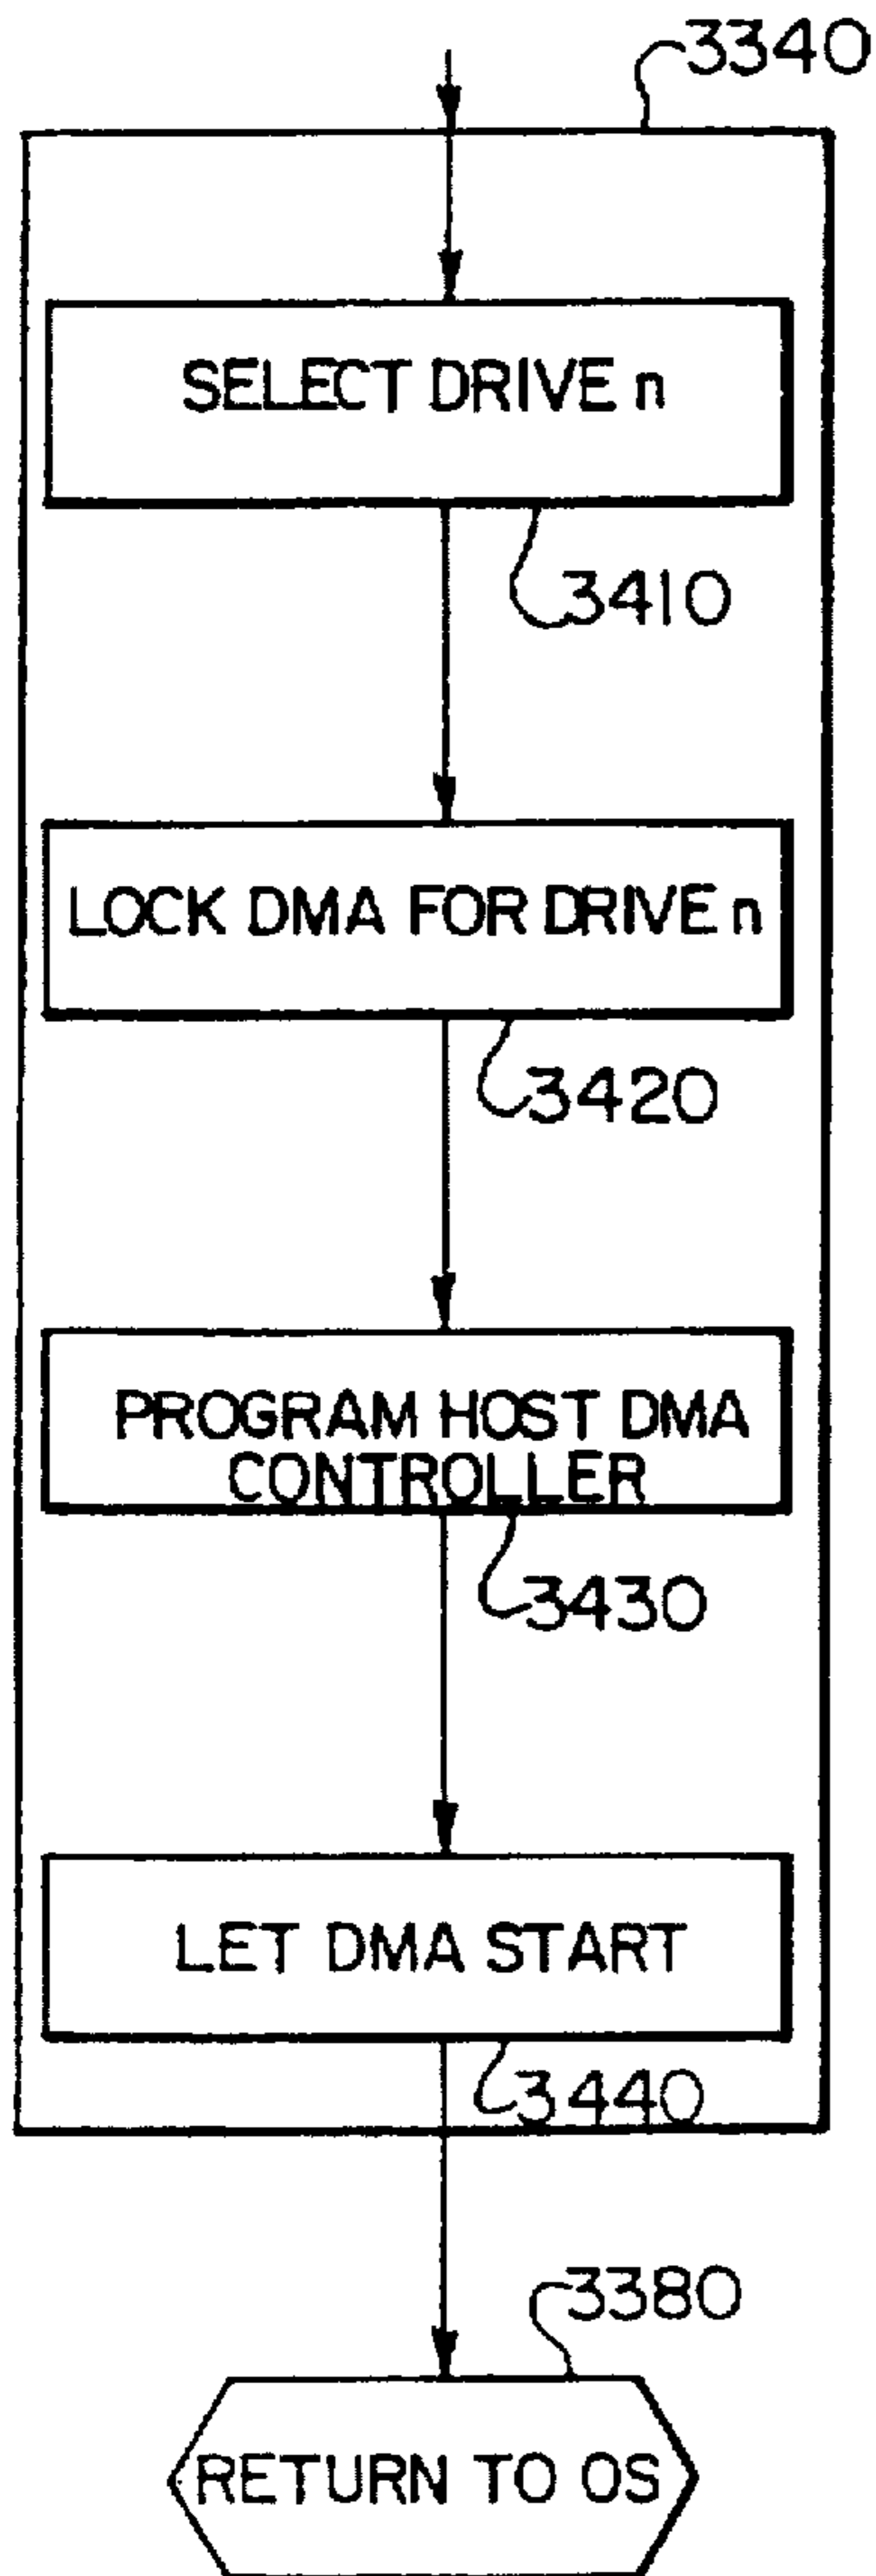 3340
SELECT DRIVE n
3410
LOCK DMA FOR DRIVE n
3420
PROGRAM HOST DMA
CONTROLLER
3430
LET DMA START
3440
3380
RETURN TO OS